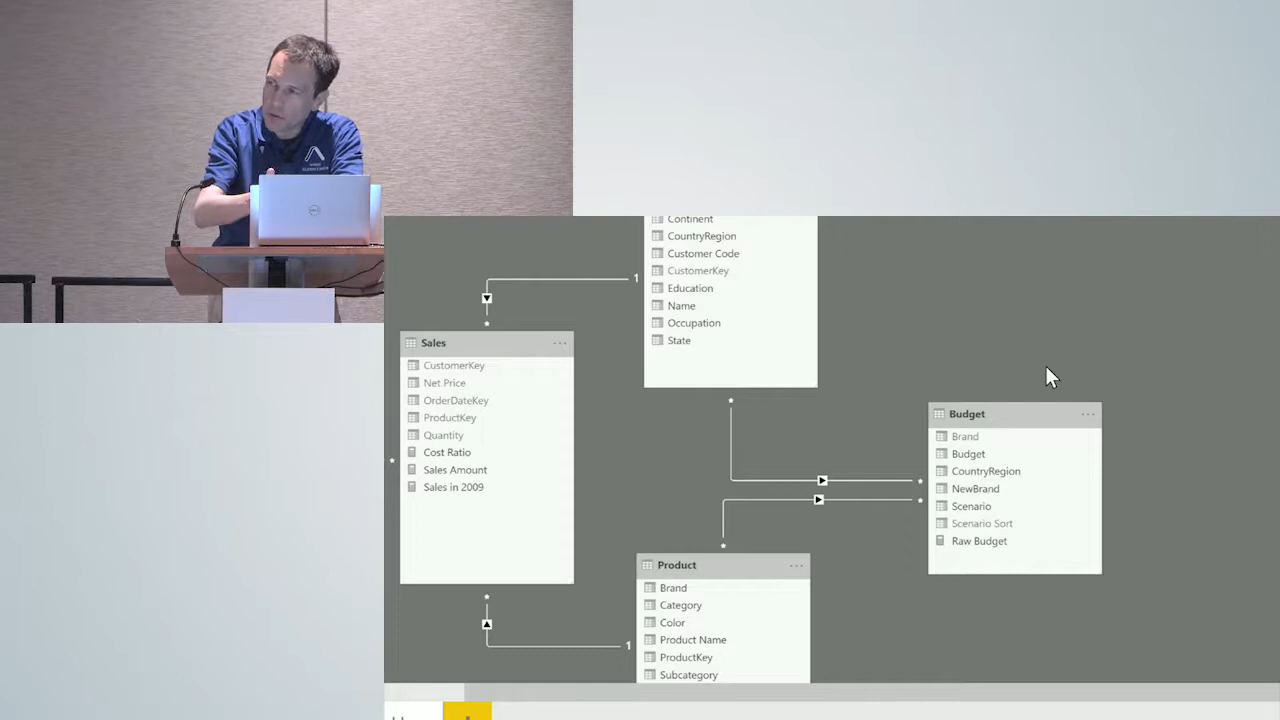 Continent
CountryRegion
Customer Code
CustomerKey
Education
Name
Occupation
State
1
Sales
CustomerKey
Net Price
OrderDateKey
ProductKey
Quantity
Cost Ratio
Sales Amount
Sales in 2009
Budget
Brand
Budget
CountryRegion
NewBrand
Scenario
Scenario Sort
Raw Budget
1
Product
Brand
Category
Color
Product Name
ProductKey
Subcategory
DELL